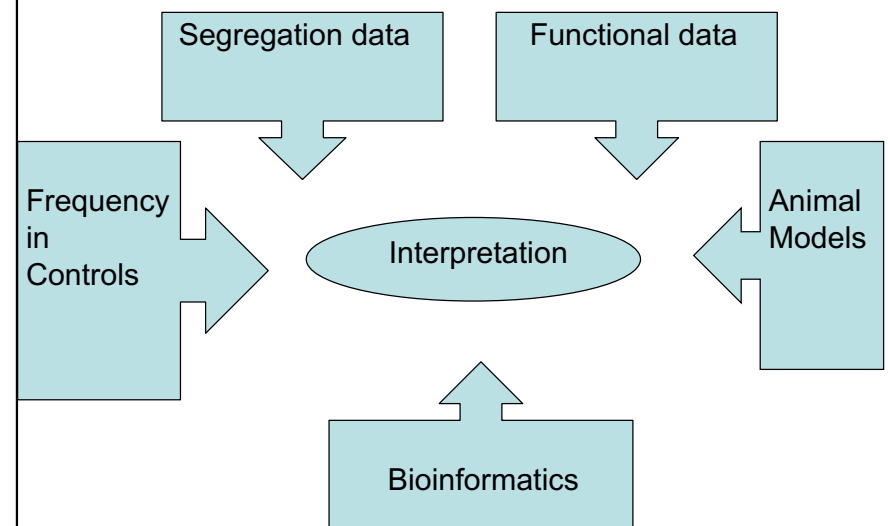 Segregation data
Functional data
Frequency
in
Controls
Interpretation
Animal
Models
Bioinformatics